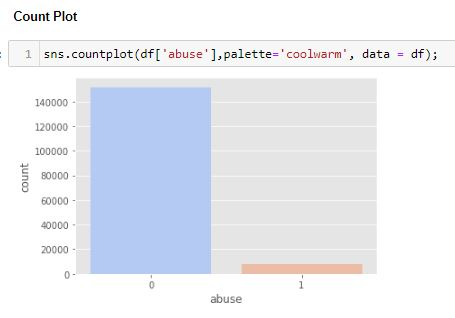 Count Plot
1 sns.countplot(df['abuse'],palette='coolwarm', data = df);
140000
120000
100000
80000
60000
40000
20000
0
count
0 1
abuse